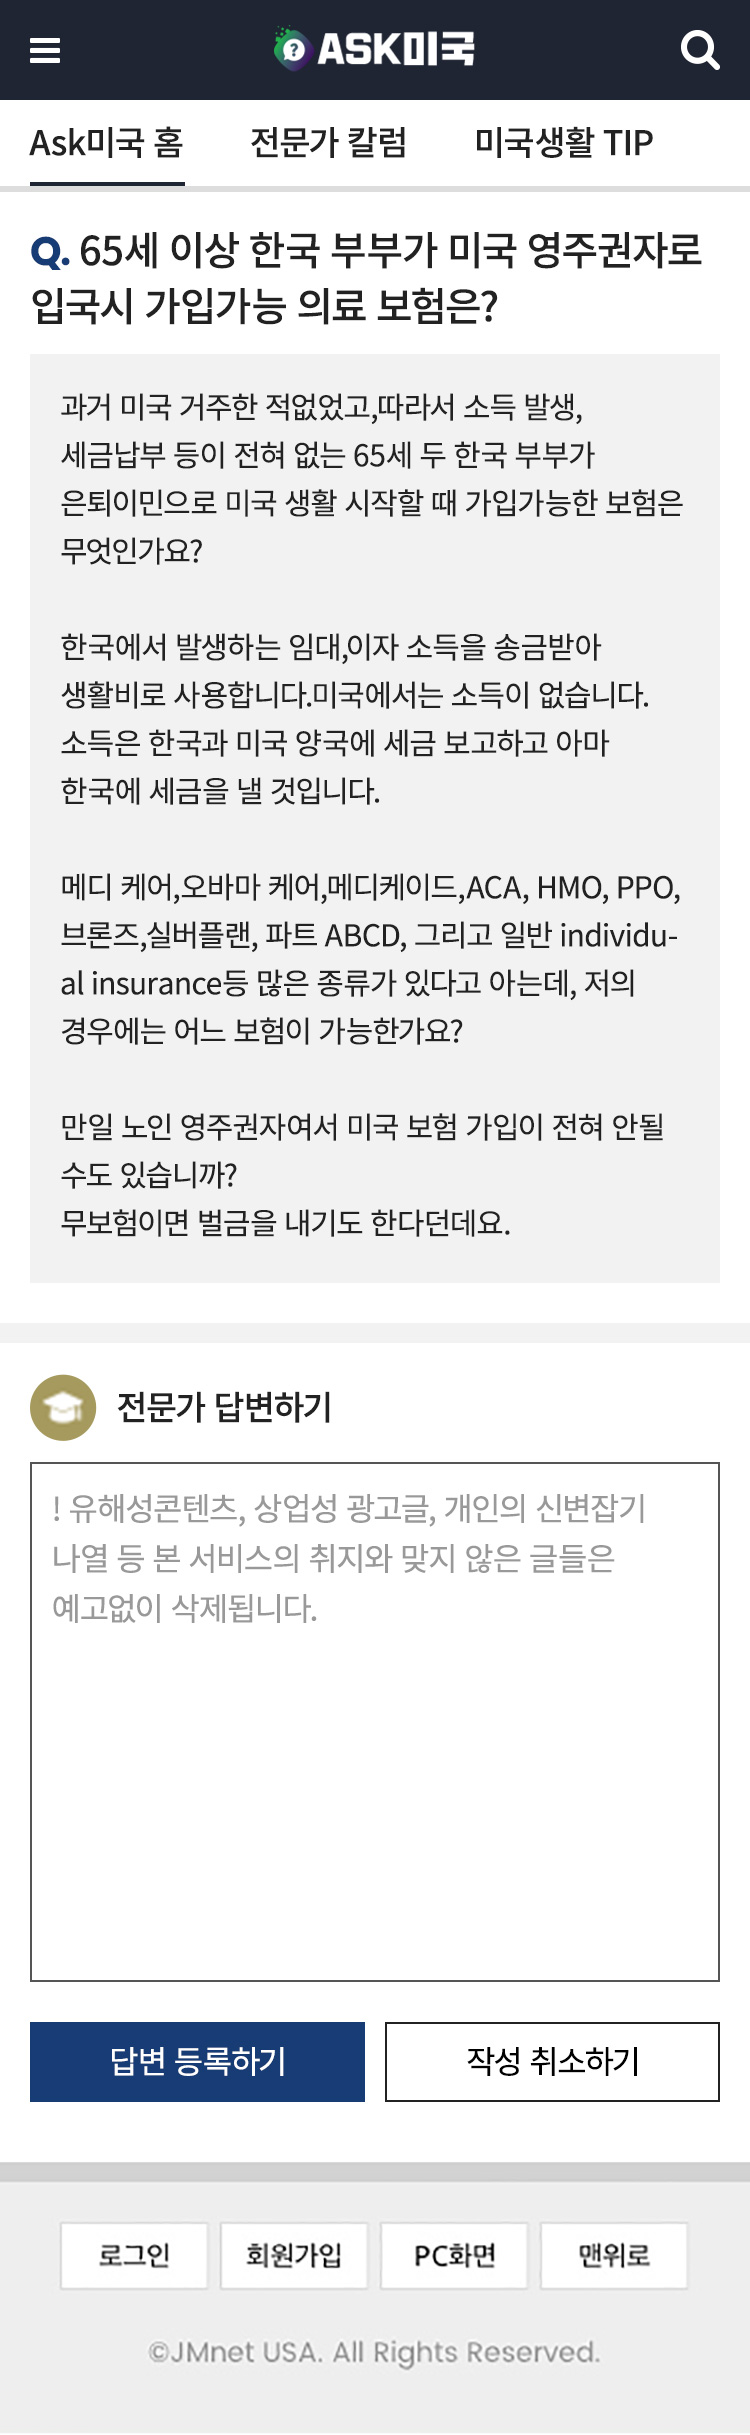 ASK미국
Ask미국 홈 전문가 칼럼 미국생활 TIP
Q. 65세 이상 한국 부부가 미국 영주권자로
입국시 가입가능 의료 보험은?
과거 미국 거주한 적없었고,따라서 소득 발생,
세금납부 등이 전혀 없는 65세 두 한국 부부가
은퇴이민으로 미국 생활 시작할 때 가입가능한 보험은
무엇인가요?
한국에서 발생하는 임대,이자 소득을 송금받아
생활비로 사용합니다.미국에서는 소득이 없습니다.
소득은 한국과 미국 양국에 세금 보고하고 아마
한국에 세금을 낼 것입니다.
메디 케어,오바마 케어,메디케이드,ACA, HMO, PPO,
브론즈,실버플랜, 파트 ABCD, 그리고 일반 individu-
al insurance등 많은 종류가 있다고 아는데, 저의
경우에는 어느 보험이 가능한가요?
만일 노인 영주권자여서 미국 보험 가입이 전혀 안될
수도 있습니까?
무보험이면 벌금을 내기도 한다던데요.
전문가 답변하기
! 유해성콘텐츠, 상업성 광고글, 개인의 신변잡기
나열 등 본 서비스의 취지와 맞지 않은 글들은
예고없이 삭제됩니다.
답변 등록하기 작성 취소하기
로그인 회원가입 PC화면 맨위로
©JMnet USA. All Rights Reserved.